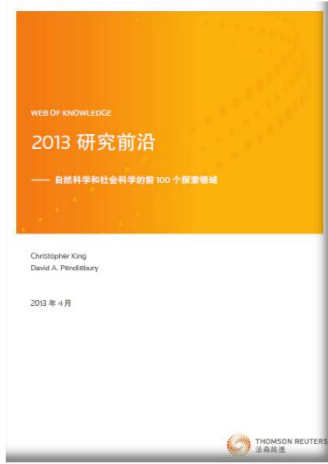 WEB OF KNOWLEDGE
2013 研究前沿
—— 自然科学和社会科学的前 100 个探索领域
Christopher King
David A. Pendlebury
2013 年 4 月
THOMSON REUTERS
汤森路透